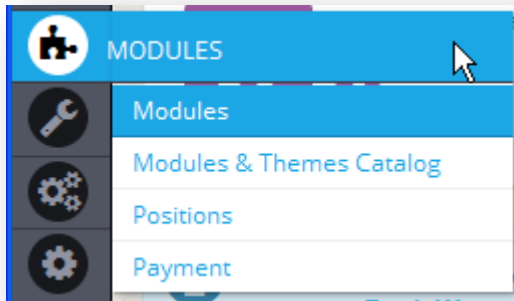 MODULES
Modules
Modules & Themes Catalog
Positions
Payment